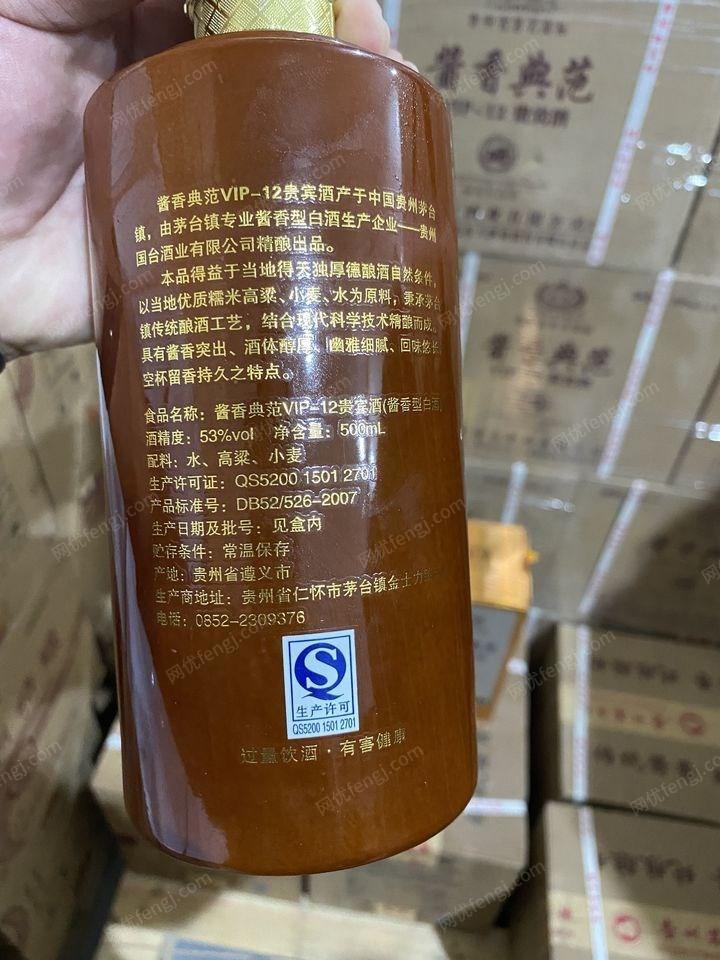 酱香典范VIP-12贵宾酒产于中国贵州茅台
镇，由茅台镇专业酱香型白酒生产企业——贵州
国台酒业有限公司精酿出品。
本品得益于当地得天独厚德酿酒自然条件，
以当地优质糯米高粱、小麦、水为原料，秉承茅台
镇传统酿酒工艺，结合现代科学技术精酿而成。
具有酱香突出、酒体醇厚、幽雅细腻、回味悠长、
空杯留香持久之特点。
食品名称：酱香典范VIP-12贵宾酒(酱香型白酒)
酒精度：53%vol 净含量：500mL
配料：水、高粱、小麦
生产许可证：QS5200 1501 2701
产品标准号：DB52/526-2007
生产日期及批号：见盒内
贮存条件：常温保存
产地：贵州省遵义市
生产商地址：贵州省仁怀市茅台镇金士力
电话：0852-2309376
生产许可
QS5200 1501 2701
过量饮酒·有害健康
酱香典范
VIP-12 贵宾酒
酱香典范
网优fengj.com